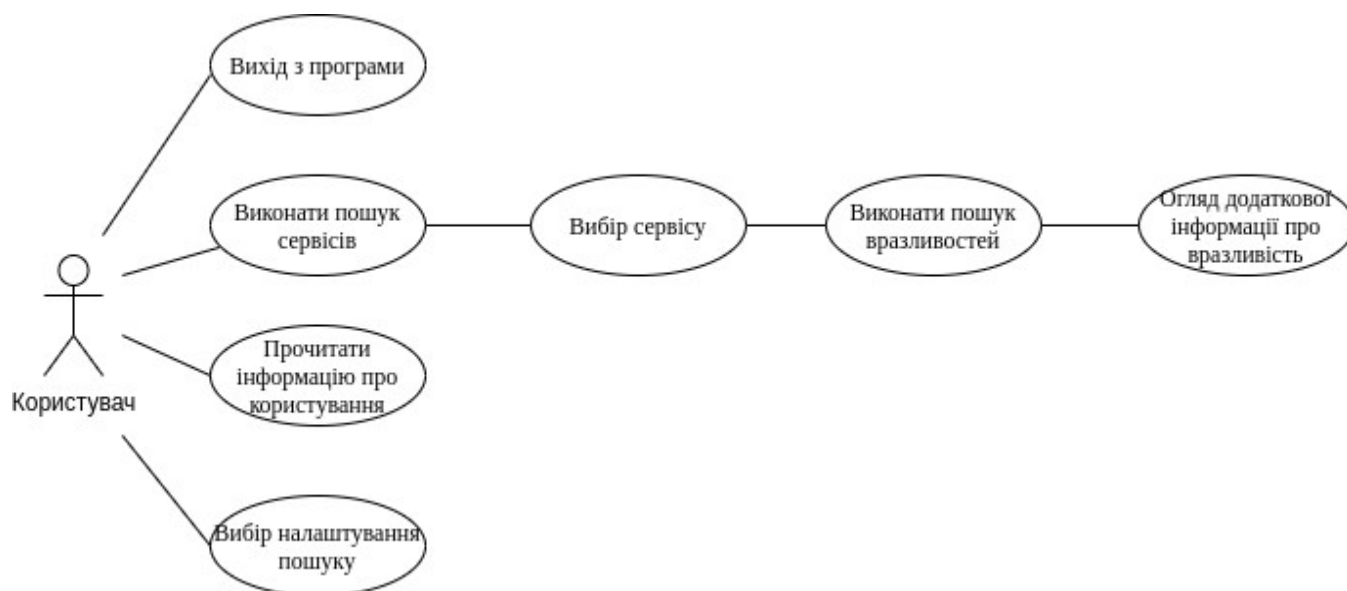 Вихід з програми
Виконати пошук
сервісів
Вибір сервісу
Виконати пошук
вразливостей
Огляд додаткової
інформації про
вразливість
Прочитати
інформацію про
користування
Користувач
Вибір налаштування
пошуку